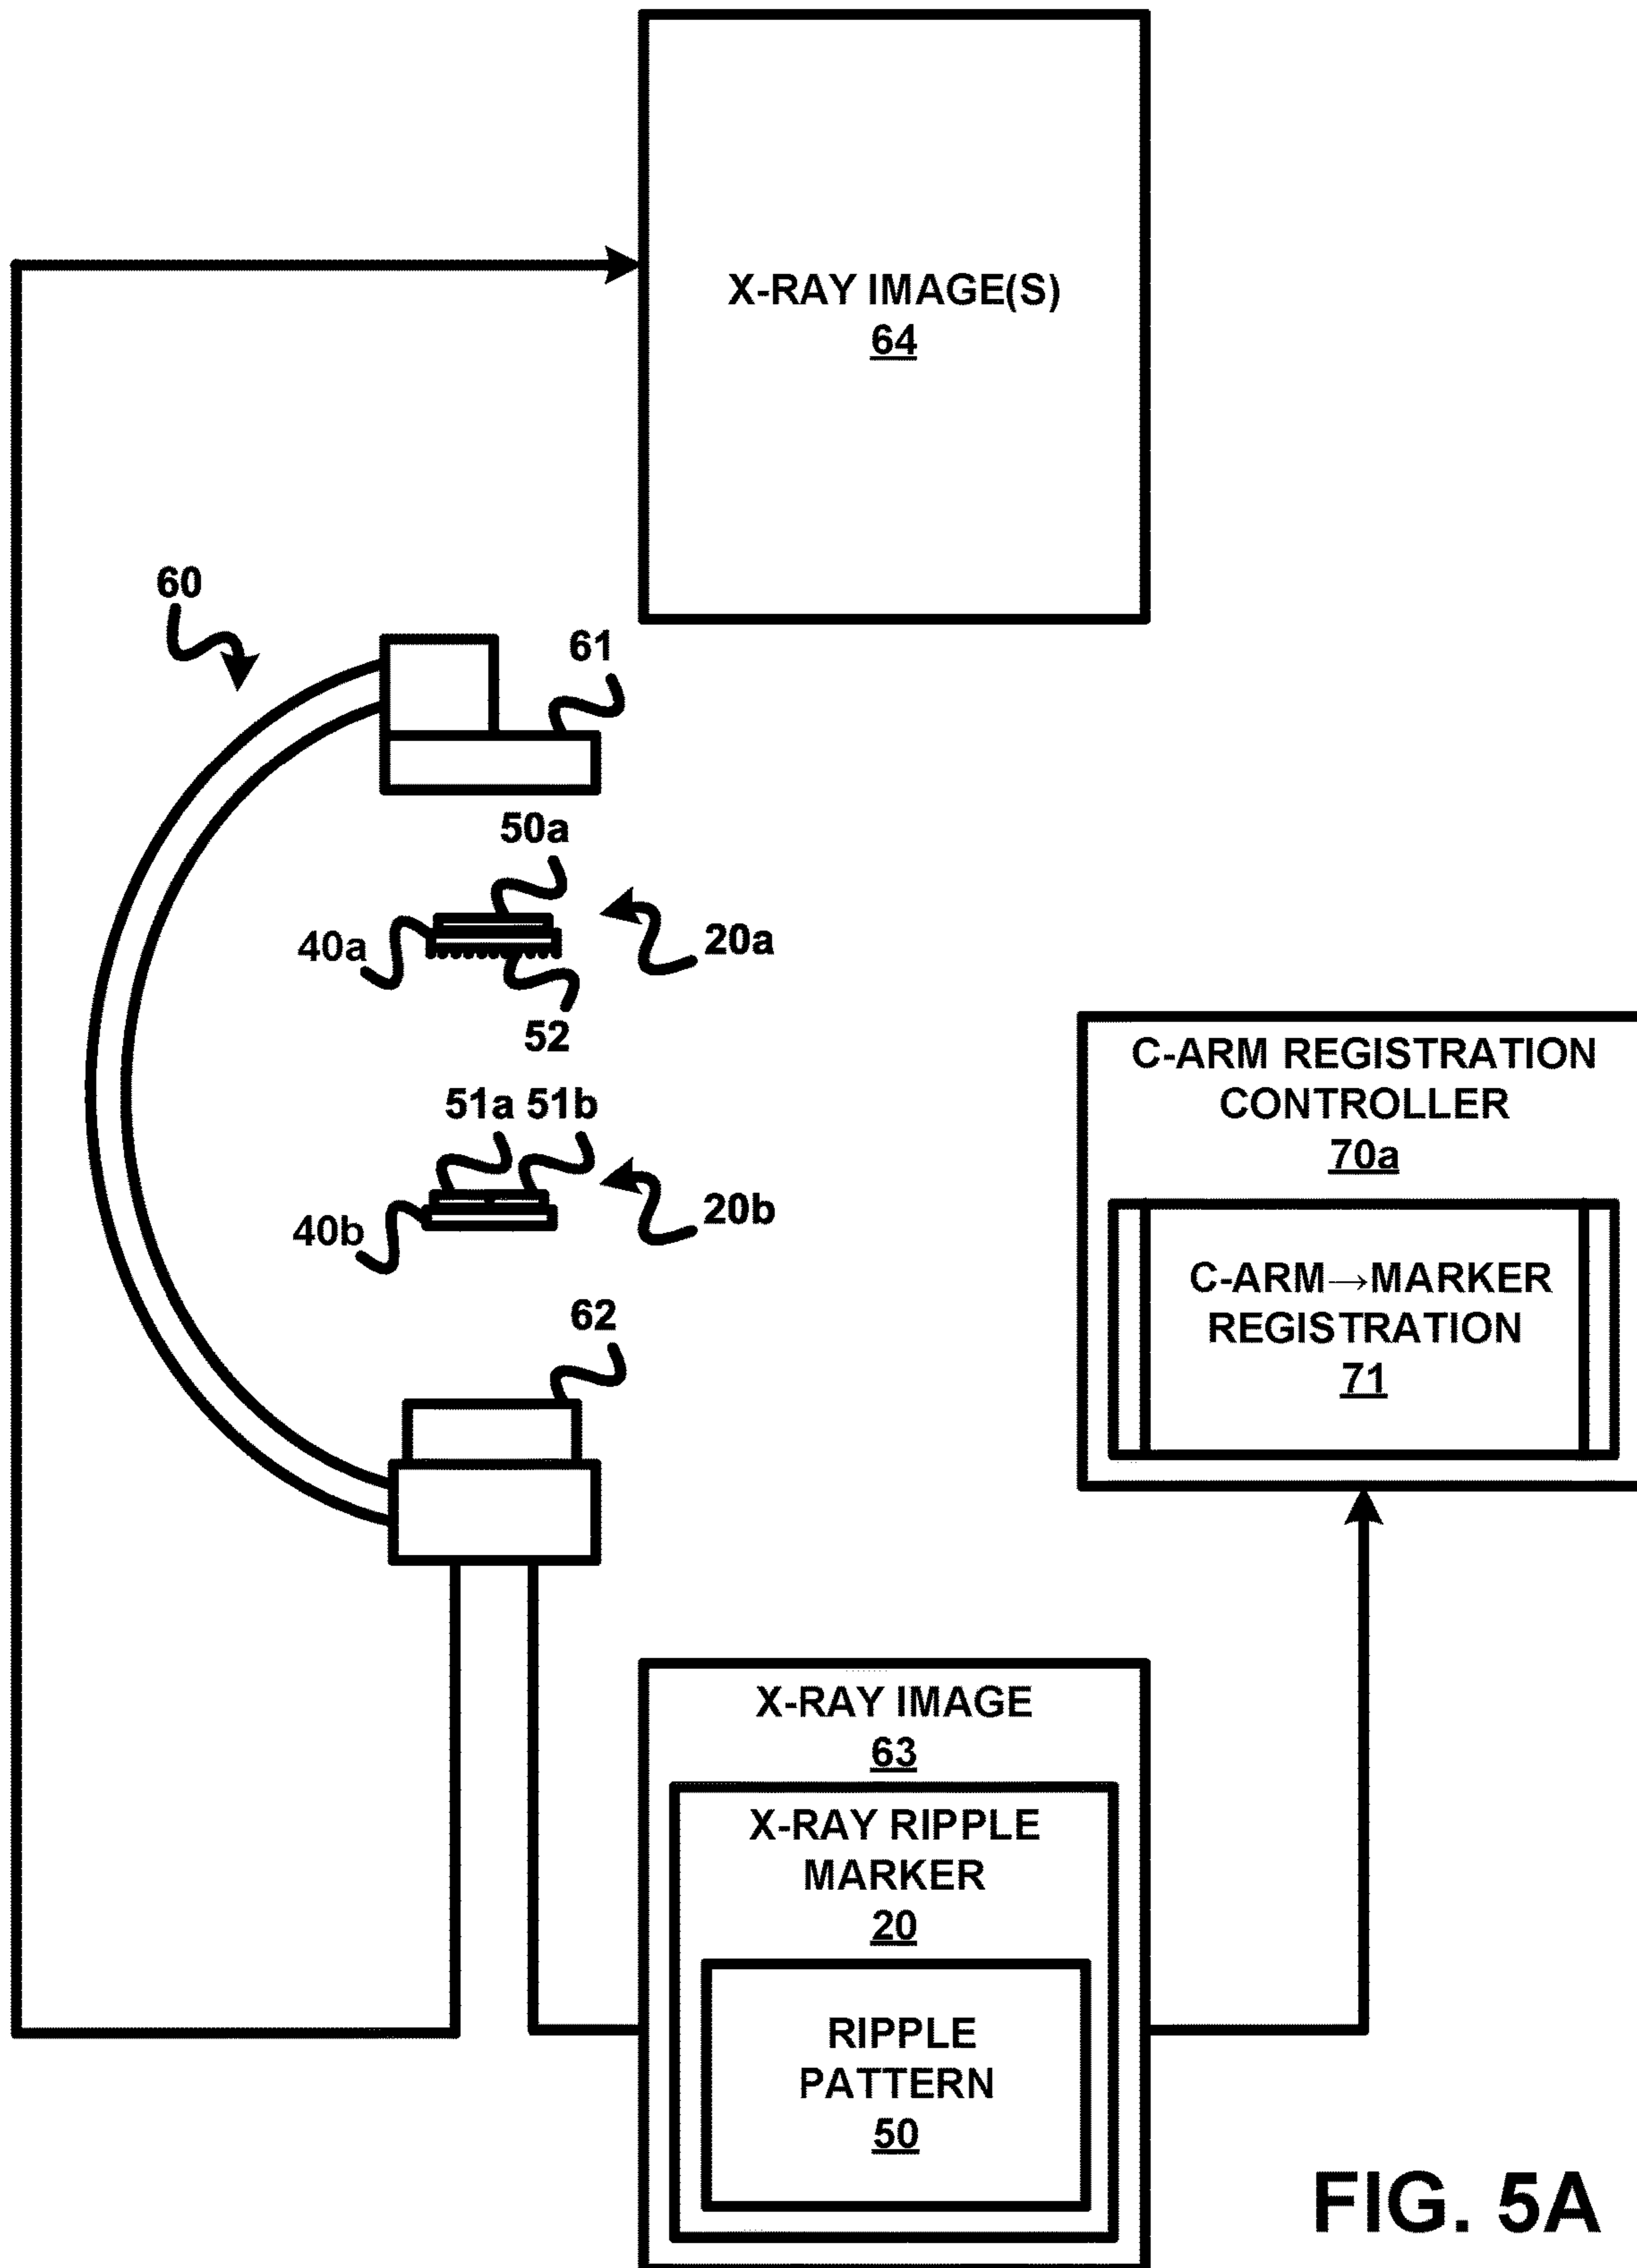 X-RAY IMAGE(S)
64
60
61
50a
40a
20a
52
51a 51b
40b
20b
62
C-ARM REGISTRATION
CONTROLLER
70a
C-ARM→MARKER
REGISTRATION
71
X-RAY IMAGE
63
X-RAY RIPPLE
MARKER
20
RIPPLE
PATTERN
50
FIG. 5A